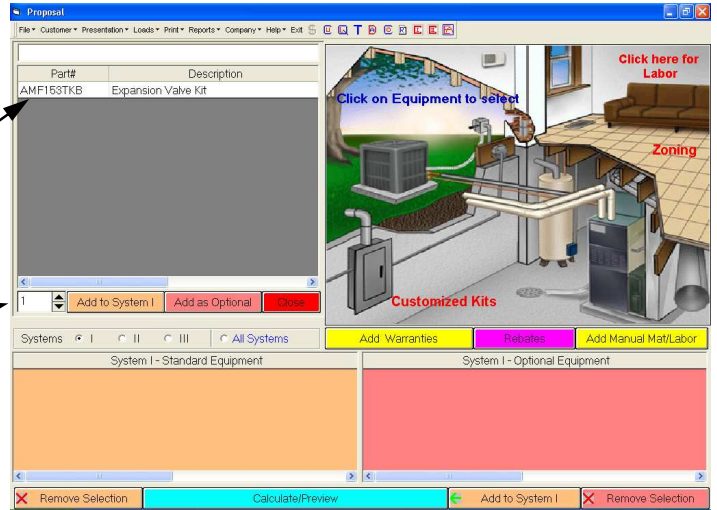 Proposal
File Customer Presentation Loads Print Reports Company Help Exit
Part# Description
AMF153TKB Expansion Valve Kit
Click on Equipment to select
Click here for
Labor
Zoning
Customized Kits
1 Add to System I Add as Optional Close
Systems I II III All Systems
Add Warranties Rebates Add Manual Mat/Labor
System I - Standard Equipment System I - Optional Equipment
Remove Selection Calculate/Preview Add to System I Remove Selection